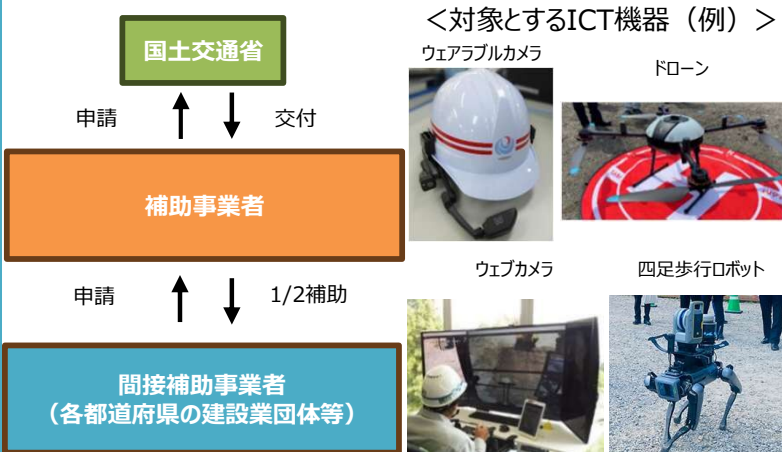 ＜対象とするICT機器（例）＞
国土交通省
申請
交付
補助事業者
申請
1/2補助
間接補助事業者
（各都道府県の建設業団体等）
ウェアラブルカメラ
ドローン
ウェブカメラ
四足歩行ロボット